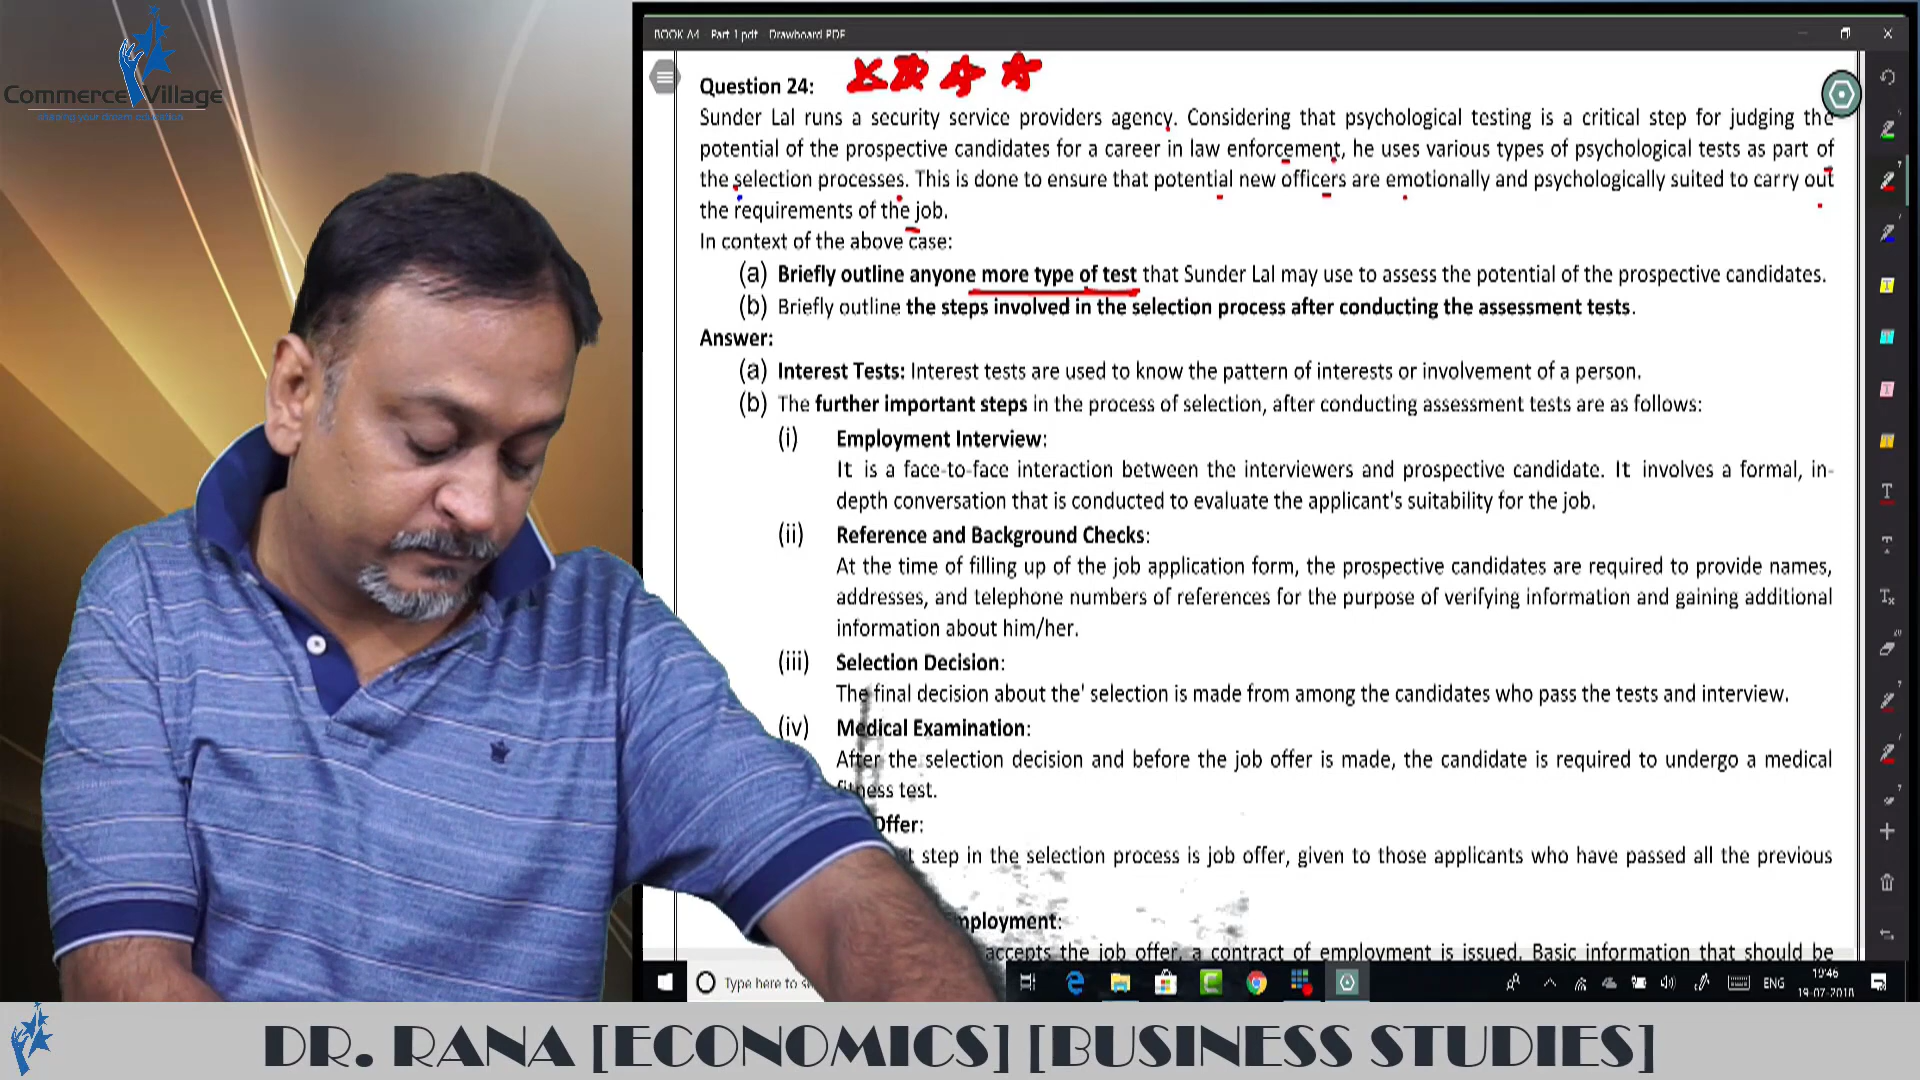 Commerce Village
BOOK A4 - Part 1.pdf - Drawboard PDF
Question 24:
Sunder Lal runs a security service providers agency. Considering that psychological testing is a critical step for judging the
potential of the prospective candidates for a career in law enforcement, he uses various types of psychological tests as part of
the selection processes. This is done to ensure that potential new officers are emotionally and psychologically suited to carry out
the requirements of the job.
In context of the above case:
(a) Briefly outline anyone more type of test that Sunder Lal may use to assess the potential of the prospective candidates.
(b) Briefly outline the steps involved in the selection process after conducting the assessment tests.
Answer:
(a) Interest Tests: Interest tests are used to know the pattern of interests or involvement of a person.
(b) The further important steps in the process of selection, after conducting assessment tests are as follows:
(i) Employment Interview:
It is a face-to-face interaction between the interviewers and prospective candidate. It involves a formal, in-
depth conversation that is conducted to evaluate the applicant's suitability for the job.
(ii) Reference and Background Checks:
At the time of filling up of the job application form, the prospective candidates are required to provide names,
addresses, and telephone numbers of references for the purpose of verifying information and gaining additional
information about him/her.
(iii) Selection Decision:
The final decision about the' selection is made from among the candidates who pass the tests and interview.
(iv) Medical Examination:
After the selection decision and before the job offer is made, the candidate is required to undergo a medical
fitness test.
Offer:
step in the selection process is job offer, given to those applicants who have passed all the previous
mployment:
accepts the job offer, a contract of employment is issued. Basic information that should be
Type here to s
ENG
19:46
19-07-2018
DR. RANA [ECONOMICS] [BUSINESS STUDIES]